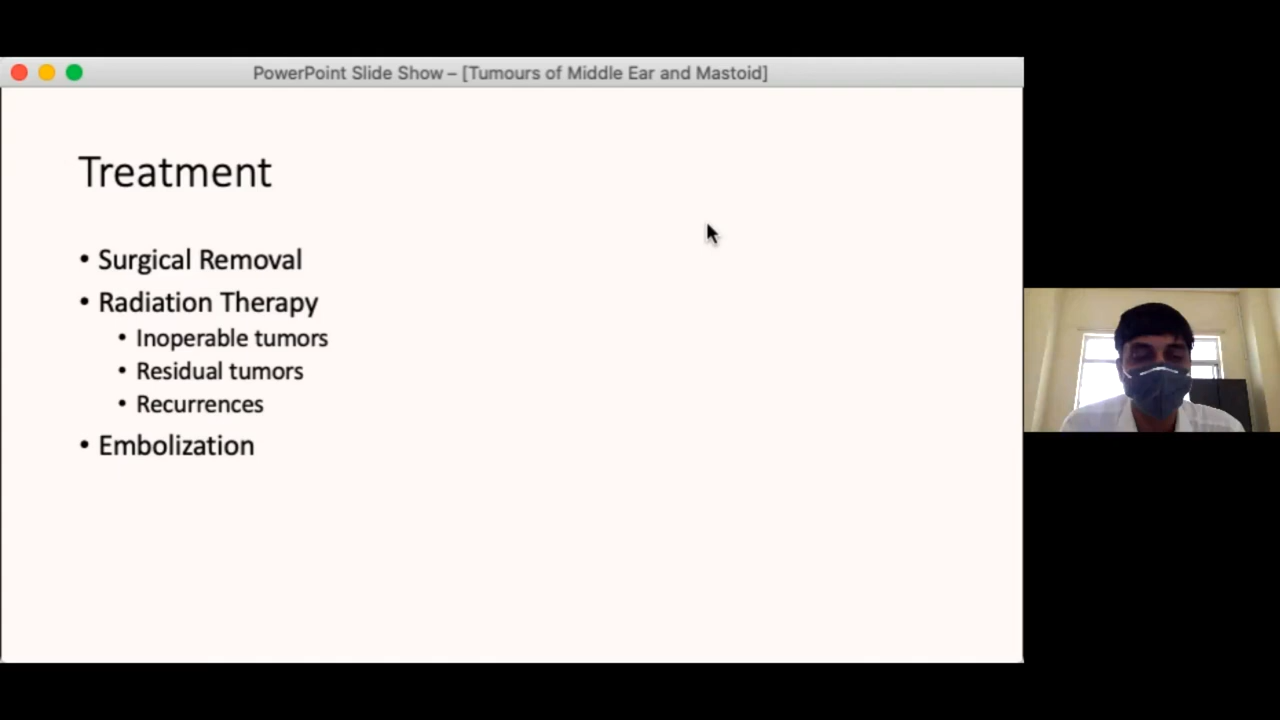 PowerPoint Slide Show – [Tumours of Middle Ear and Mastoid]
Treatment
• Surgical Removal
• Radiation Therapy
• Inoperable tumors
• Residual tumors
• Recurrences
• Embolization